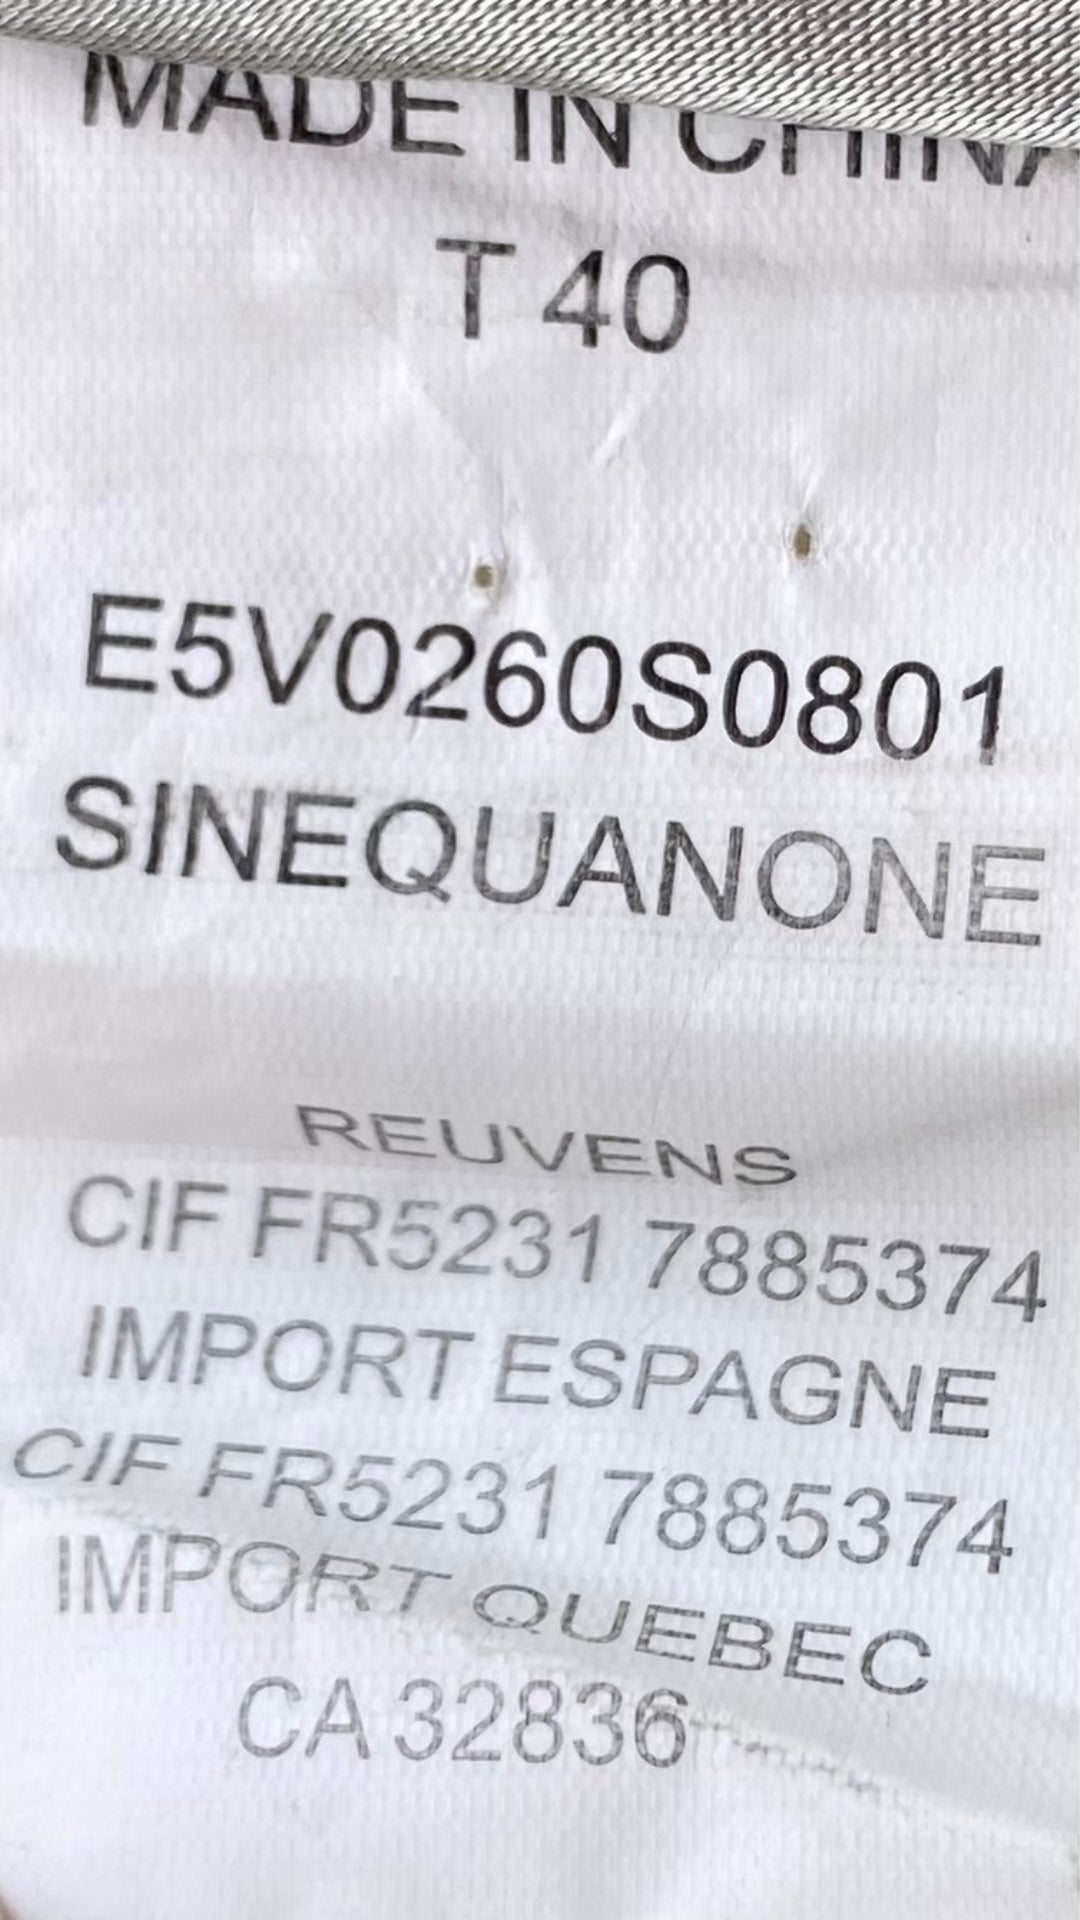 MADE IN CHINA
T 40
E5V0260S0801
SINEQUANONE
REUVENS
CIF FR5231 7885374
IMPORT ESPAGNE
CIF FR5231 7885374
IMPORT QUEBEC
CA 32836